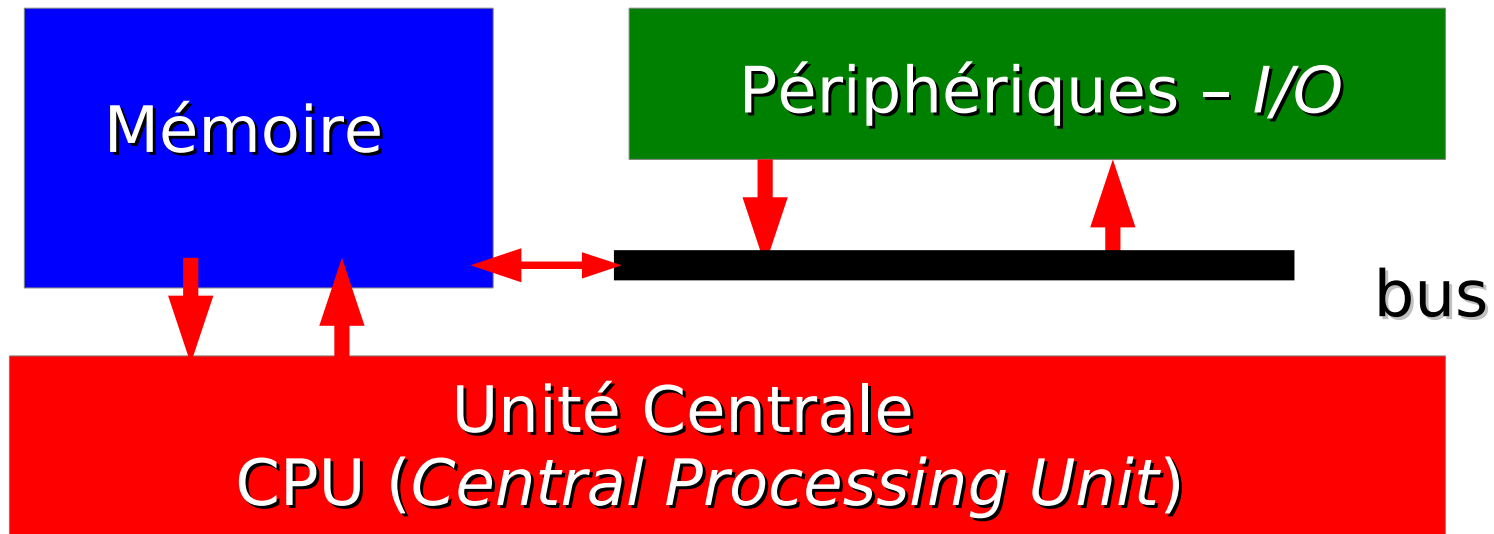 Mémoire
Périphériques – I/O
bus
Unité Centrale
CPU (Central Processing Unit)